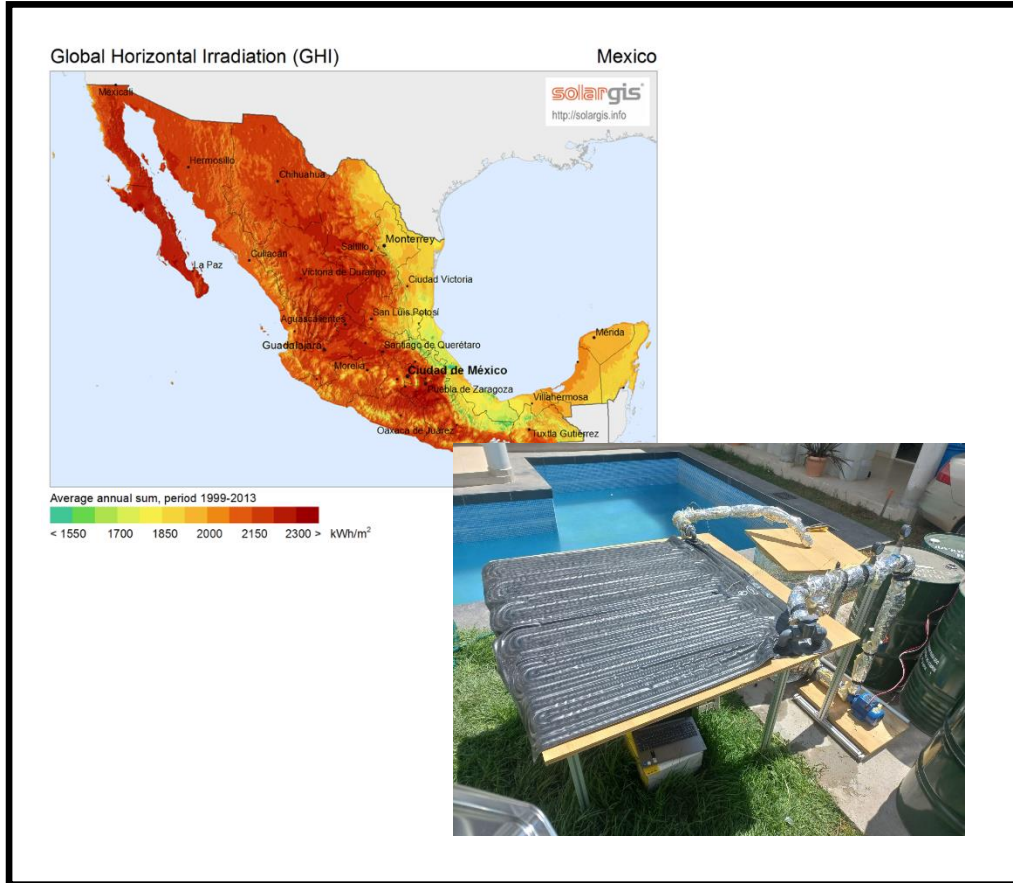 Global Horizontal Irradiation (GHI) Mexico
solargis
http://solargis.info
Mexicali
Hermosillo
Chihuahua
Monterrey
Saltillo
Culiacán
La Paz
Victoria de Durango
Ciudad Victoria
San Luis Potosí
Aguascalientes
Mérida
Guadalajara
Santiago de Querétaro
Morelia
Ciudad de México
Puebla de Zaragoza
Villahermosa
Oaxaca de Juárez
Tuxtla Gutiérrez
Average annual sum, period 1999-2013
< 1550 1700 1850 2000 2150 2300 > kWh/m²